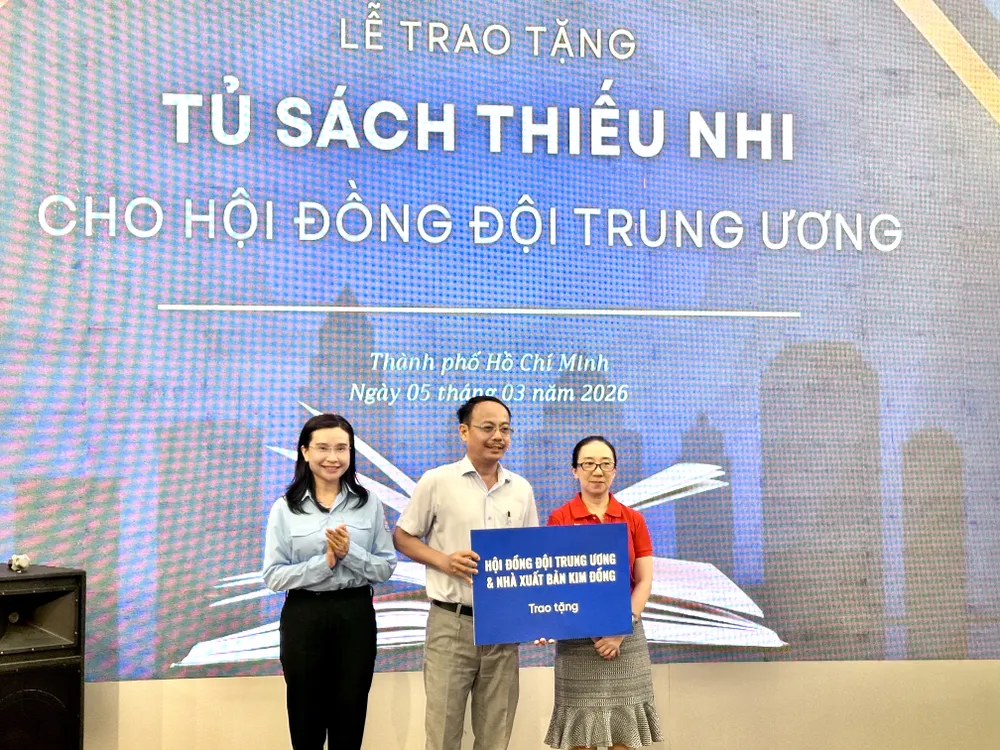 LỄ TRAO TẶNG
TỦ SÁCH THIẾU NHI
CHO HỘI ĐỒNG ĐỘI TRUNG ƯƠNG
Thành phố Hồ Chí Minh
Ngày 05 tháng 03 năm 2026
HỘI ĐỒNG ĐỘI TRUNG ƯƠNG
& NHÀ XUẤT BẢN KIM ĐỒNG
Trao tặng